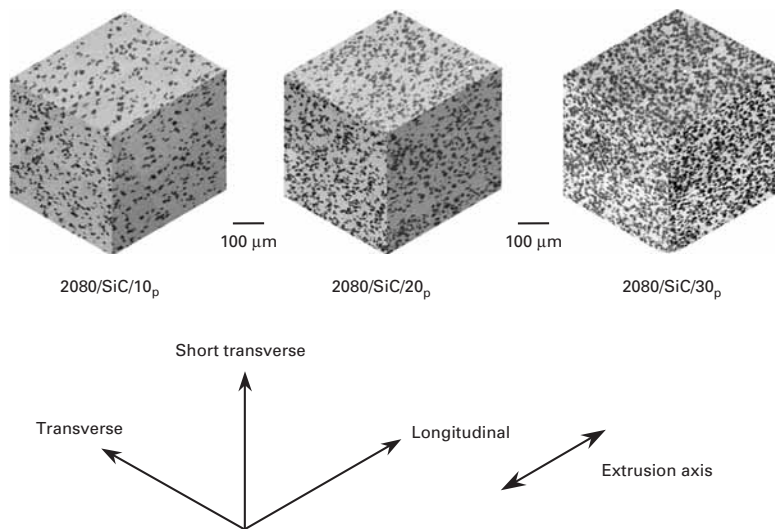 100 μm
100 μm
2080/SiC/10p
2080/SiC/20p
2080/SiC/30p
Short transverse
Transverse
Longitudinal
Extrusion axis